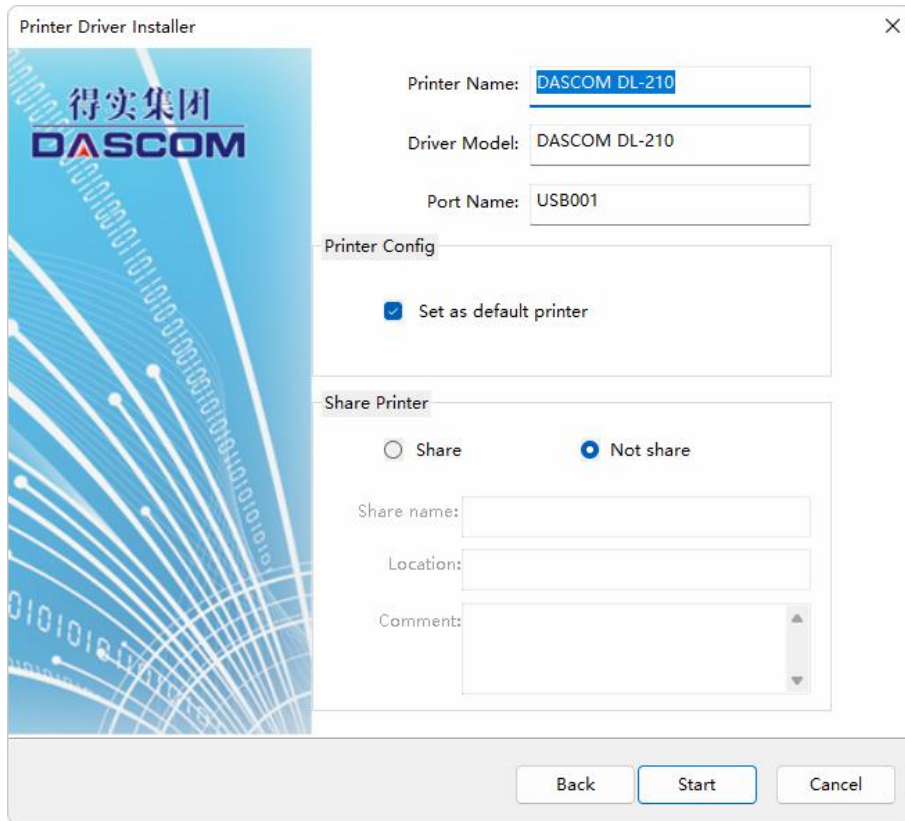 Printer Driver Installer
得实集团
DASCOM
Printer Name: DASCOM DL-210
Driver Model: DASCOM DL-210
Port Name: USB001
Printer Config
Set as default printer
Share Printer
Share Not share
Share name:
Location:
Comment:
Back Start Cancel